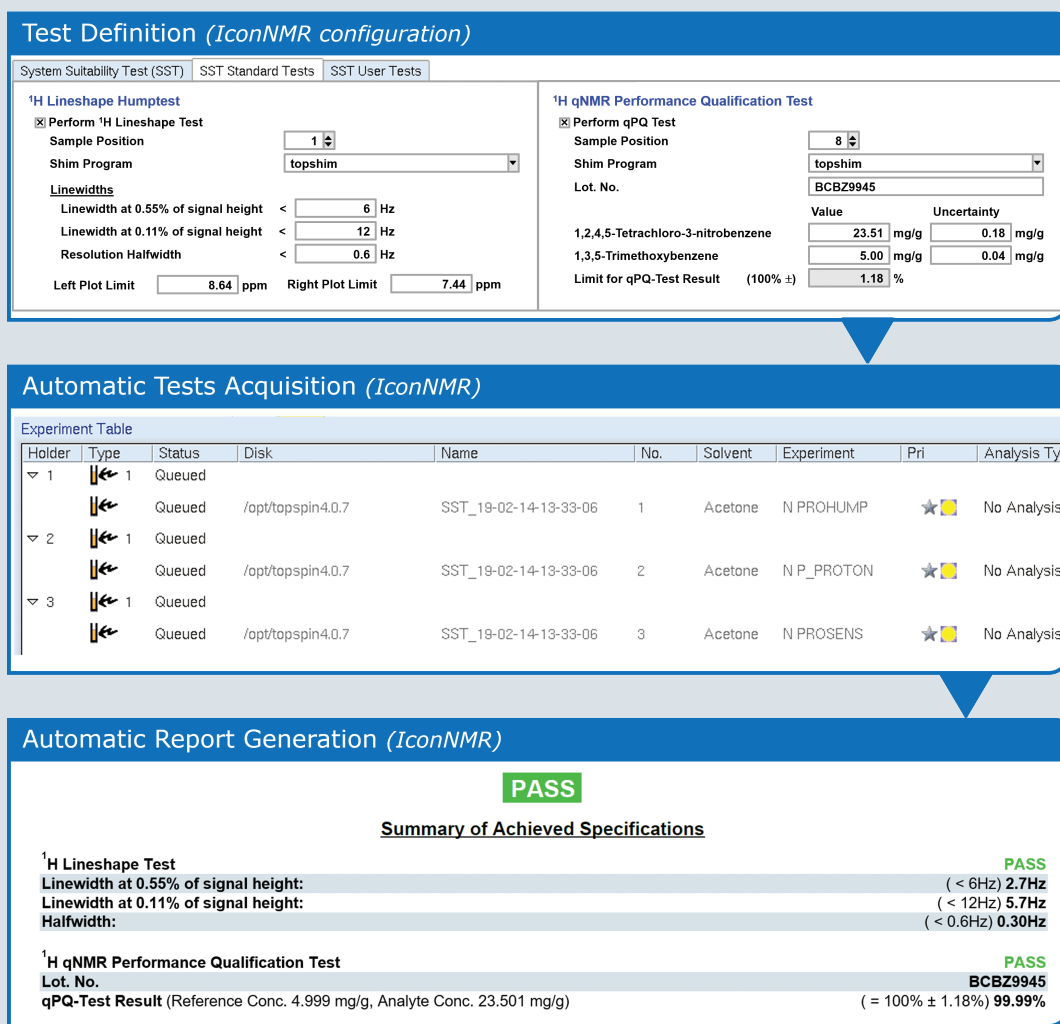 Test Definition (IconNMR configuration)
System Suitability Test (SST) SST Standard Tests SST User Tests
¹H Lineshape Humptest
Perform ¹H Lineshape Test
Sample Position 1
Shim Program topshim
Linewidths
Linewidth at 0.55% of signal height < 6 Hz
Linewidth at 0.11% of signal height < 12 Hz
Resolution Halfwidth < 0.6 Hz
Left Plot Limit 8.64 ppm Right Plot Limit 7.44 ppm
¹H qNMR Performance Qualification Test
Perform qPQ Test
Sample Position 8
Shim Program topshim
Lot. No. BCBZ9945
Value Uncertainty
1,2,4,5-Tetrachloro-3-nitrobenzene 23.51 mg/g 0.18 mg/g
1,3,5-Trimethoxybenzene 5.00 mg/g 0.04 mg/g
Limit for qPQ-Test Result (100% ±) 1.18 %
Automatic Tests Acquisition (IconNMR)
Experiment Table
Holder Type Status Disk Name No. Solvent Experiment Pri Analysis Ty
1 1 Queued
Queued /opt/topspin4.0.7 SST_19-02-14-13-33-06 1 Acetone N PROHUMP No Analysis
2 1 Queued
Queued /opt/topspin4.0.7 SST_19-02-14-13-33-06 2 Acetone N P_PROTON No Analysis
3 1 Queued
Queued /opt/topspin4.0.7 SST_19-02-14-13-33-06 3 Acetone N PROSENS No Analysis
Automatic Report Generation (IconNMR)
PASS
Summary of Achieved Specifications
¹H Lineshape Test PASS
Linewidth at 0.55% of signal height: ( < 6Hz) 2.7Hz
Linewidth at 0.11% of signal height: ( < 12Hz) 5.7Hz
Halfwidth: ( < 0.6Hz) 0.30Hz
¹H qNMR Performance Qualification Test PASS
Lot. No. BCBZ9945
qPQ-Test Result (Reference Conc. 4.999 mg/g, Analyte Conc. 23.501 mg/g) ( = 100% ± 1.18%) 99.99%